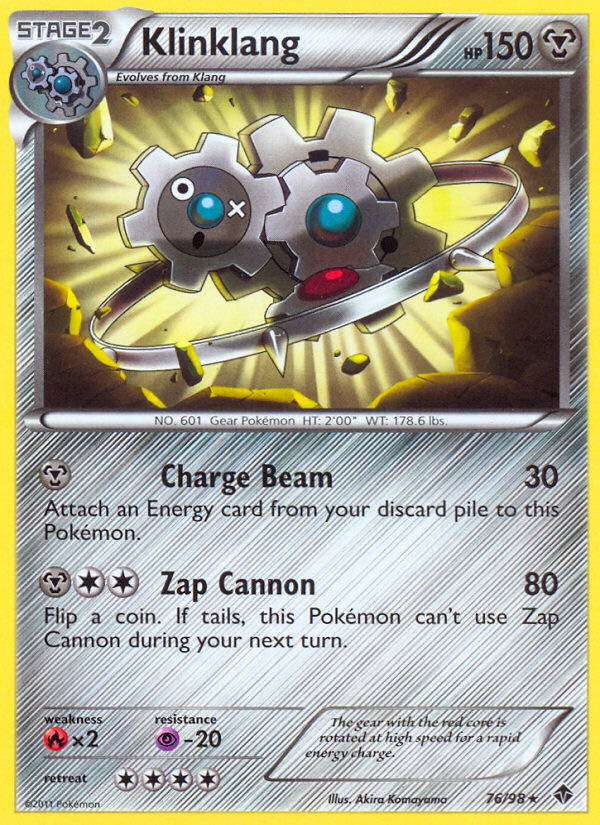 STAGE2
Klinklang
HP150
Evolves from Klang
NO. 601 Gear Pokémon HT: 2'00" WT: 178.6 lbs.
Charge Beam 30
Attach an Energy card from your discard pile to this
Pokémon.
Zap Cannon 80
Flip a coin. If tails, this Pokémon can't use Zap
Cannon during your next turn.
weakness resistance
×2 -20
The gear with the red core is
rotated at high speed for a rapid
energy charge.
retreat
©2011 Pokémon
Illus. Akira Komayama 76/98★